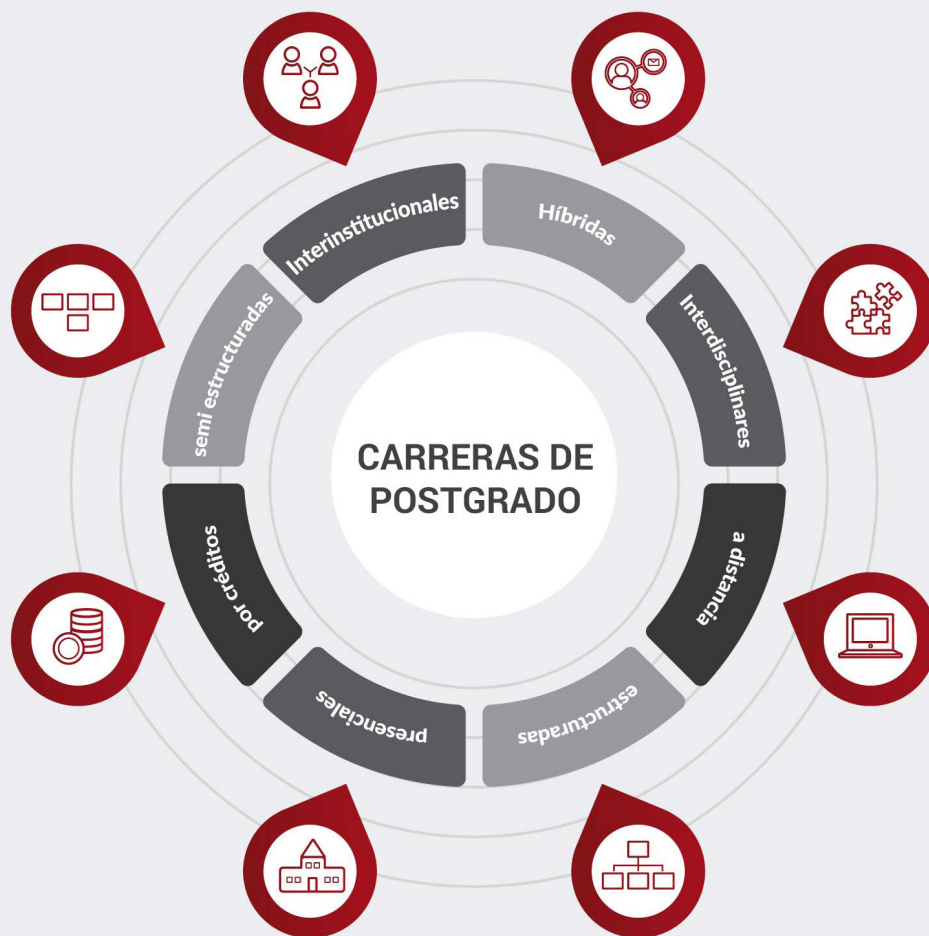 CARRERAS DE
POSTGRADO
Interinstitucionales
Híbridas
Interdisciplinares
a distancia
estructuradas
presenciales
por créditos
semi estructuradas